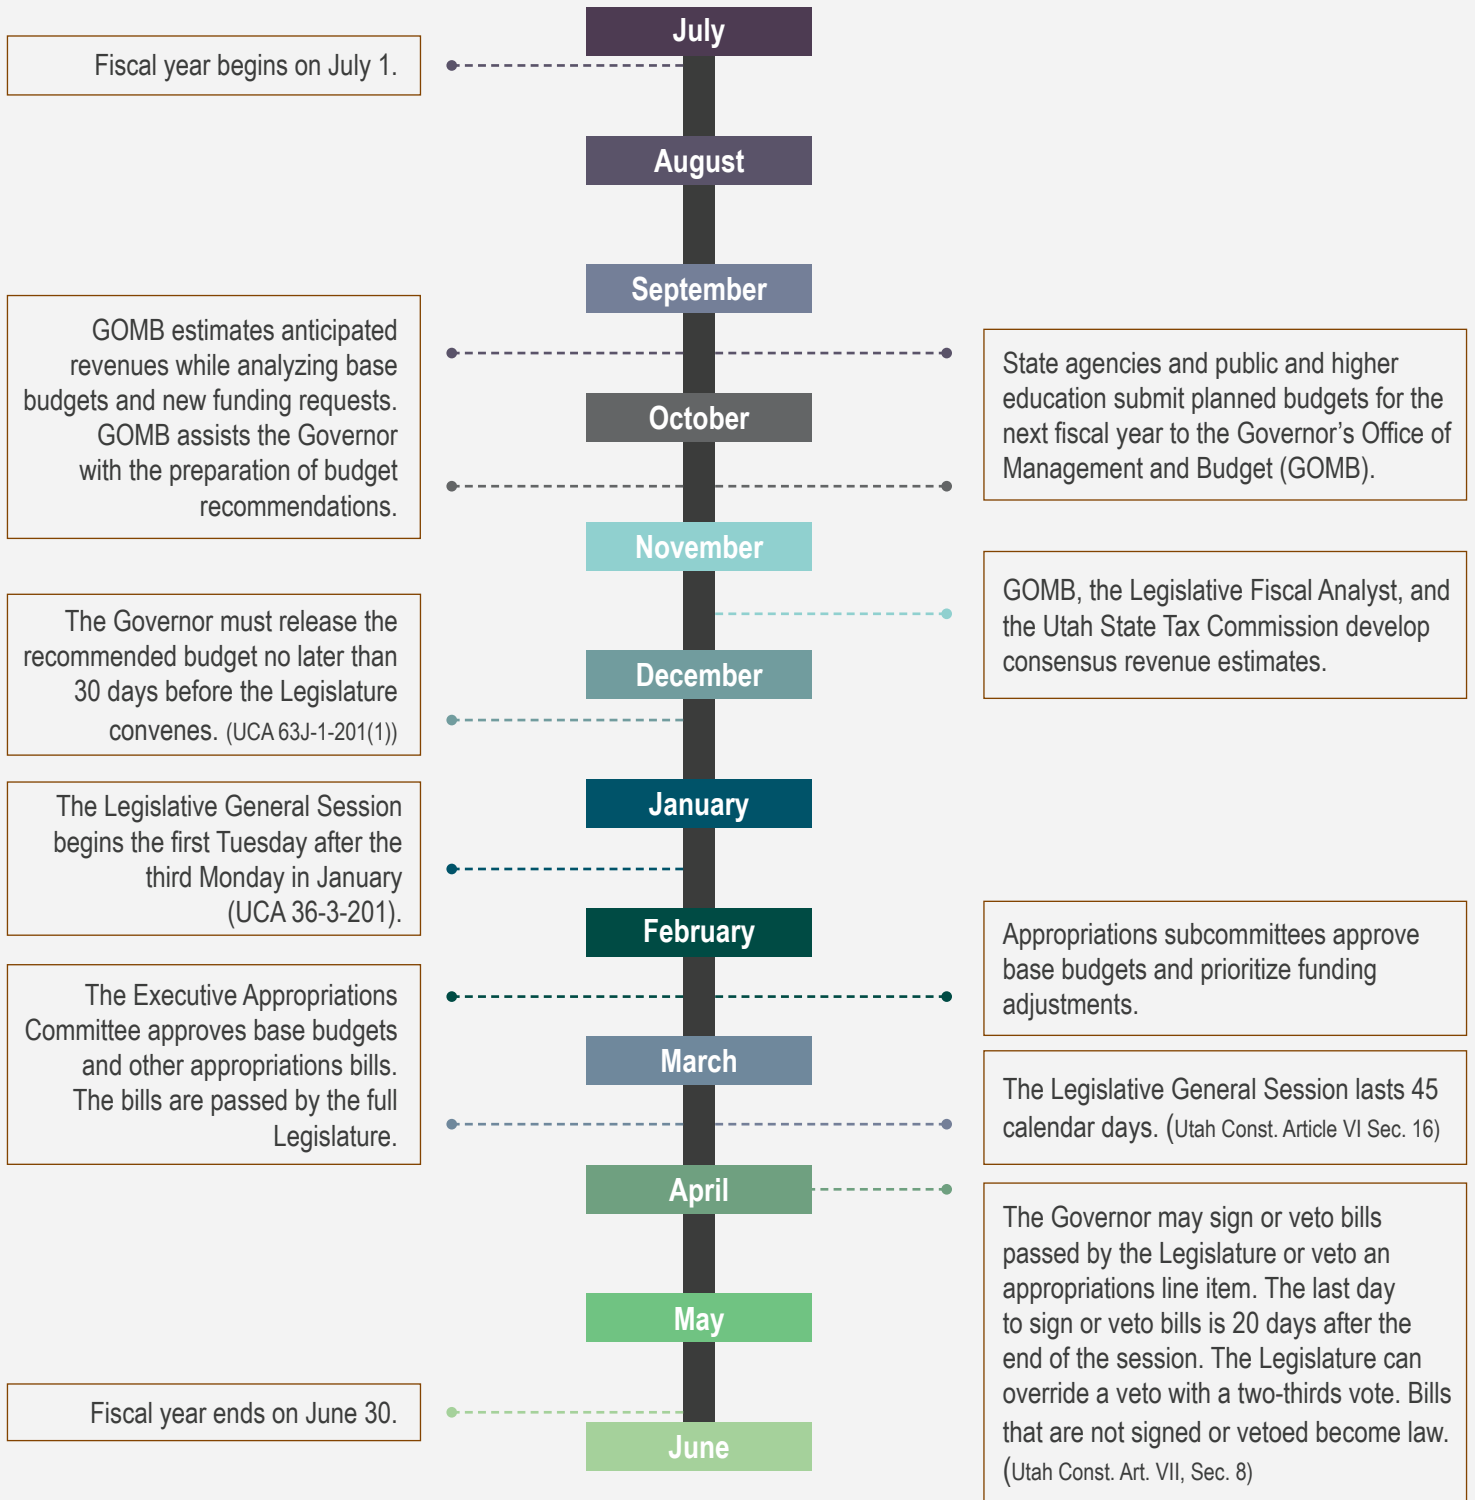 July
Fiscal year begins on July 1.
August
September
GOMB estimates anticipated
revenues while analyzing base
budgets and new funding requests.
GOMB assists the Governor
with the preparation of budget
recommendations.
State agencies and public and higher
education submit planned budgets for the
next fiscal year to the Governor’s Office of
Management and Budget (GOMB).
October
November
GOMB, the Legislative Fiscal Analyst, and
the Utah State Tax Commission develop
consensus revenue estimates.
The Governor must release the
recommended budget no later than
30 days before the Legislature
convenes. (UCA 63J-1-201(1))
December
January
The Legislative General Session
begins the first Tuesday after the
third Monday in January
(UCA 36-3-201).
February
Appropriations subcommittees approve
base budgets and prioritize funding
adjustments.
The Executive Appropriations
Committee approves base budgets
and other appropriations bills.
The bills are passed by the full
Legislature.
March
The Legislative General Session lasts 45
calendar days. (Utah Const. Article VI Sec. 16)
April
The Governor may sign or veto bills
passed by the Legislature or veto an
appropriations line item. The last day
to sign or veto bills is 20 days after the
end of the session. The Legislature can
override a veto with a two-thirds vote. Bills
that are not signed or vetoed become law.
(Utah Const. Art. VII, Sec. 8)
May
Fiscal year ends on June 30.
June